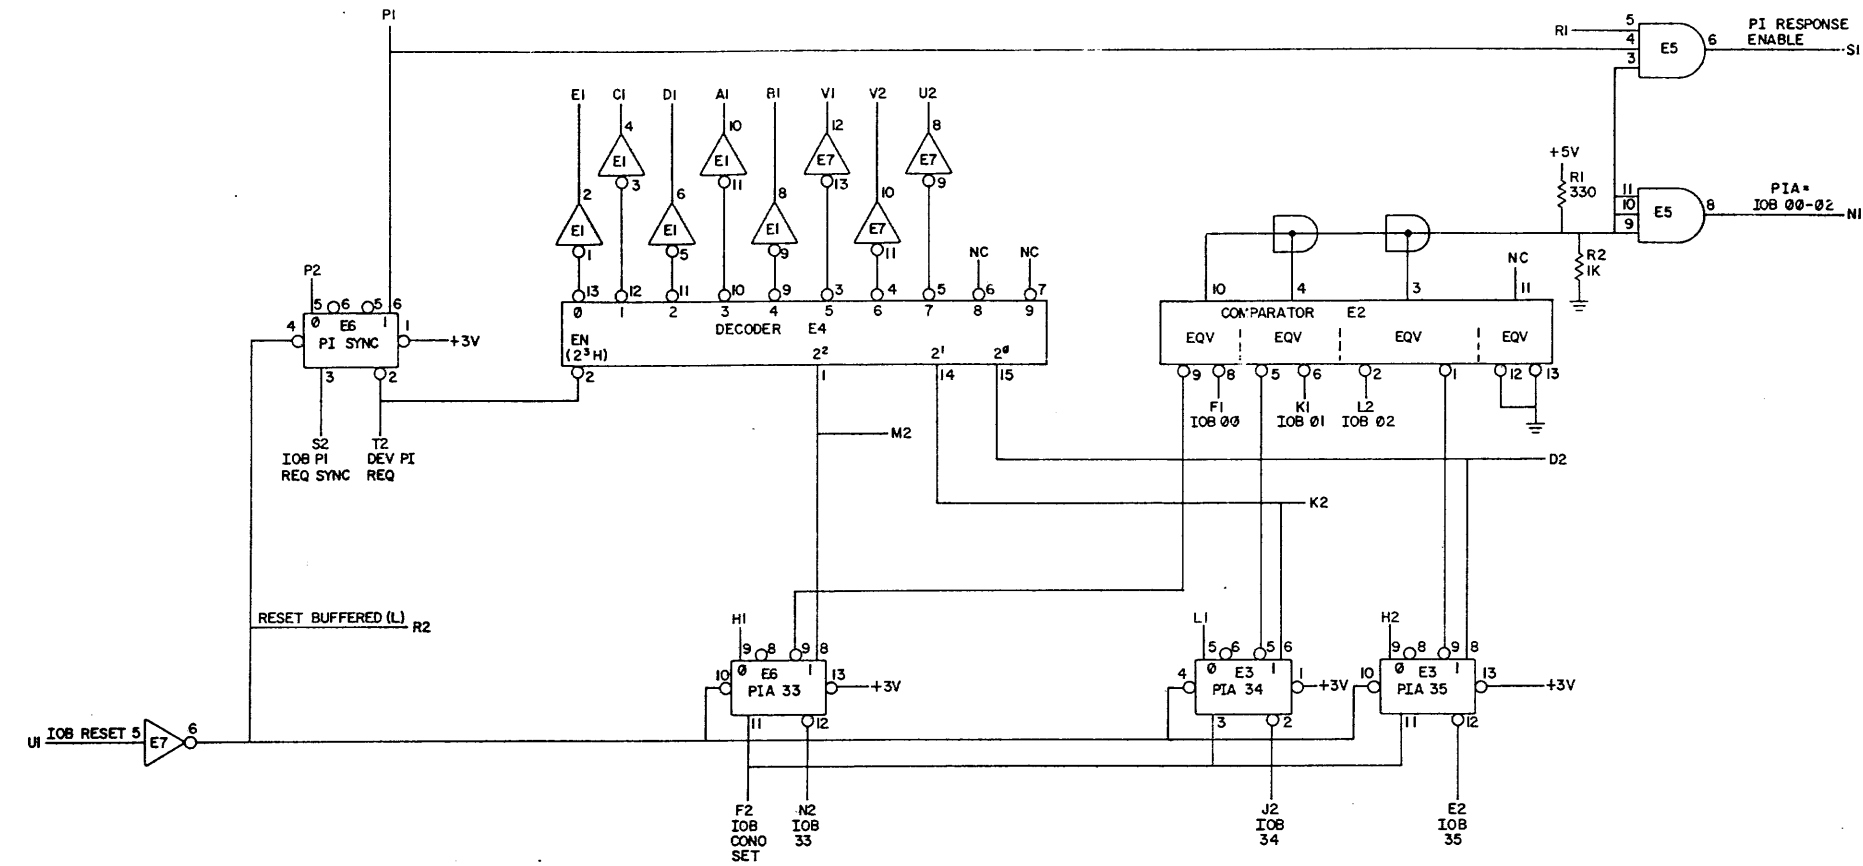 P1
R1 5
4
3
E5
6
PI RESPONSE
ENABLE
S1
E1 C1 D1 A1 B1 V1 V2 U2
4 10 12 8
E1 E1 E7 E7
3 11 13 9
2 6 8 10
E1 E1 E1 E7
1 5 9 11
NC NC
13 12 11 10 9 3 4 5 6 7
0 1 2 3 4 5 6 7 8 9
DECODER E4
EN
(2³H)
2² 2¹ 2⁰
2 1 14 15
+5V
R1
330
R2
1K
11
10
9
E5
8
PIA=
IOB 00-02
N1
NC
10 4 3 11
COMPARATOR E2
EQV EQV EQV EQV
9 8 5 6 2 1 12 13
F1
IOB 00
K1
IOB 01
L2
IOB 02
P2
5 6 5 6
0 E6 1
PI SYNC
4 1
+3V
3 2
S2
IOB PI
REQ SYNC
T2
DEV PI
REQ
M2
D2
K2
RESET BUFFERED (L)
R2
H1
9 8 9 8
0 E6 1
PIA 33
10 13
+3V
11 12
L1
5 6 5 6
0 E3 1
PIA 34
4 1
+3V
3 2
H2
9 8 9 8
0 E3 1
PIA 35
10 13
+3V
11 12
U1 IOB RESET 5
E7
6
F2
IOB
CONO
SET
N2
IOB
33
J2
IOB
34
E2
IOB
35